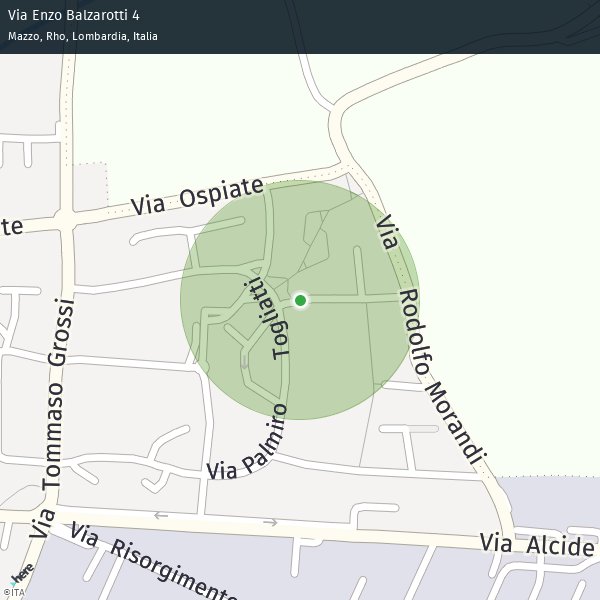 Via Enzo Balzarotti 4
Mazzo, Rho, Lombardia, Italia
Via Ospiate
te
Via Rodolfo Morandi
Via Palmiro Togliatti
Via Tommaso Grossi
Via Risorgimento
Via Alcide
here
©ITA